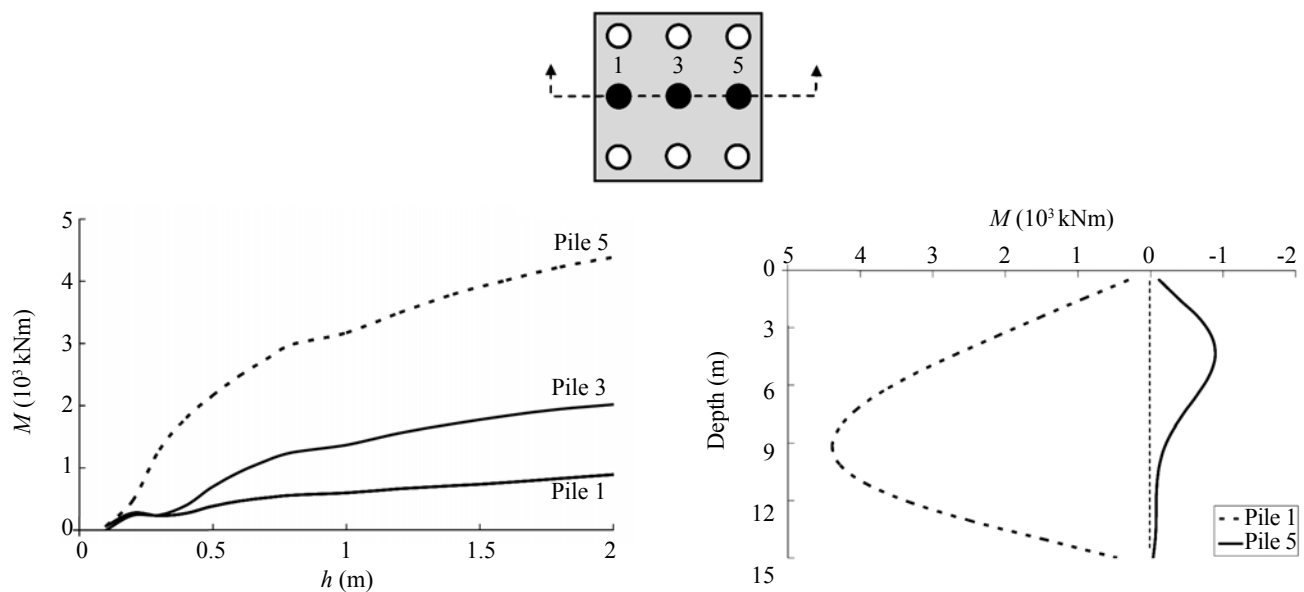 1 3 5
M (10³ kNm)
5
4
3
2
1
0
0 0.5 1 1.5 2
h (m)
Pile 5
Pile 3
Pile 1
M (10³ kNm)
5 4 3 2 1 0 -1 -2
0
3
6
9
12
15
Depth (m)
Pile 1
Pile 5